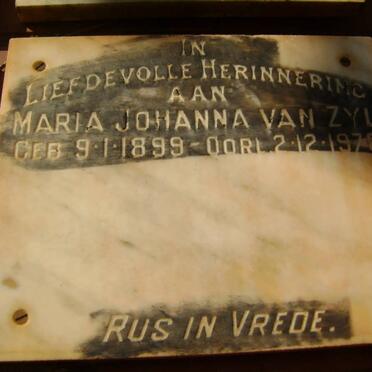 IN
LIEFDEVOLLE HERINNERING
AAN
MARIA JOHANNA VAN ZYL
GEB 9·1·1899 - OORL.2·12·197
RUS IN VREDE.